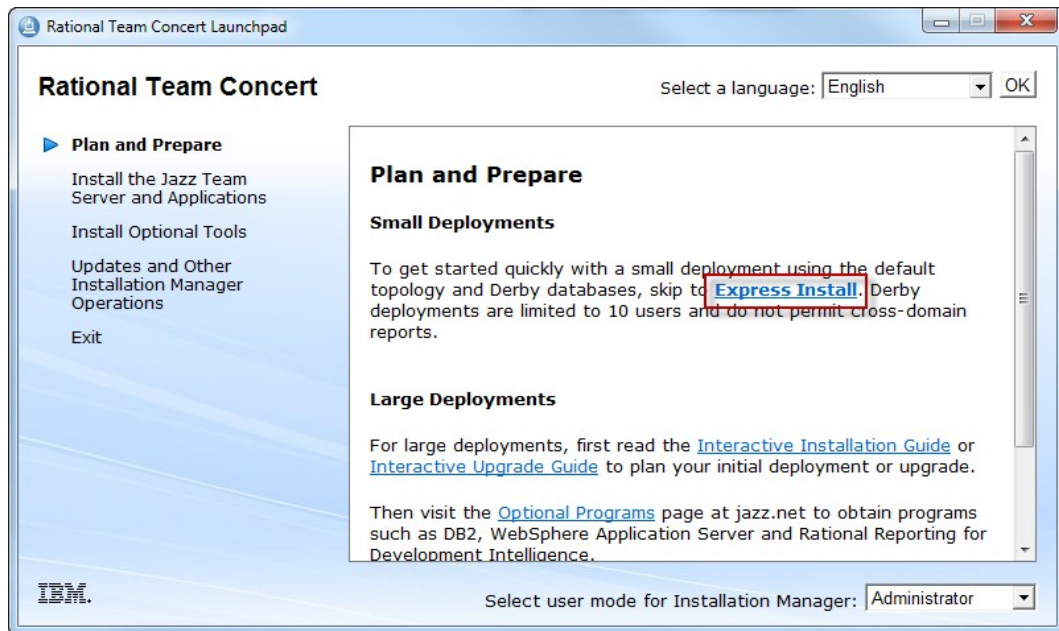 Rational Team Concert Launchpad
Rational Team Concert
Select a language: English OK
Plan and Prepare
Install the Jazz Team
Server and Applications
Install Optional Tools
Updates and Other
Installation Manager
Operations
Exit
Plan and Prepare
Small Deployments
To get started quickly with a small deployment using the default
topology and Derby databases, skip to Express Install. Derby
deployments are limited to 10 users and do not permit cross-domain
reports.
Large Deployments
For large deployments, first read the Interactive Installation Guide or
Interactive Upgrade Guide to plan your initial deployment or upgrade.
Then visit the Optional Programs page at jazz.net to obtain programs
such as DB2, WebSphere Application Server and Rational Reporting for
Development Intelligence.
IBM.
Select user mode for Installation Manager: Administrator